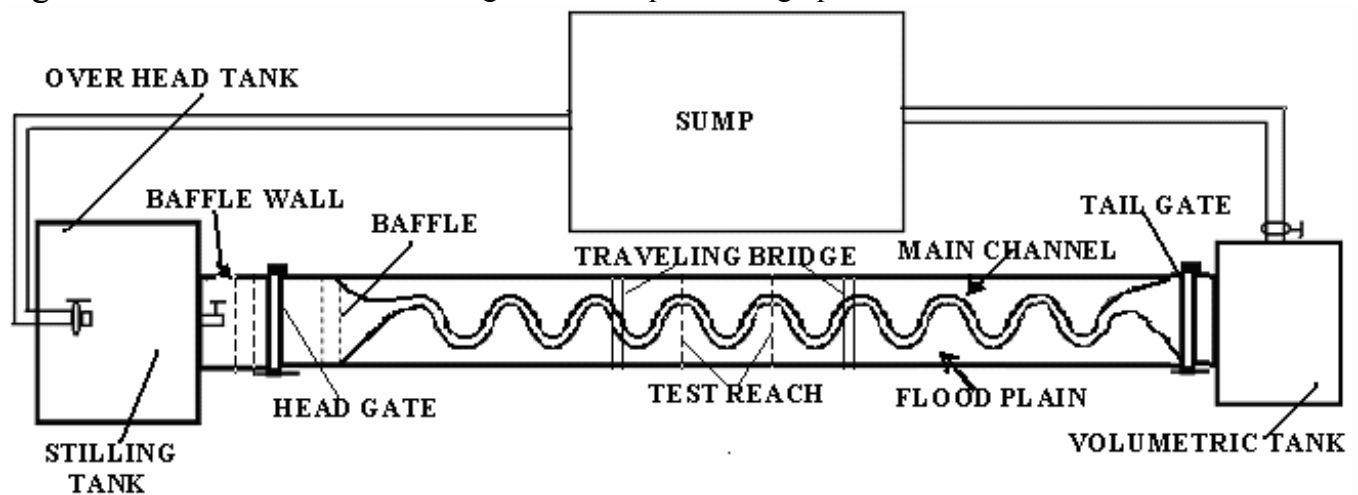 OVER HEAD TANK
SUMP
BAFFLE WALL
BAFFLE
TRAVELING BRIDGE
MAIN CHANNEL
TAIL GATE
HEAD GATE
TEST REACH
FLOOD PLAIN
VOLUMETRIC TANK
STILLING
TANK